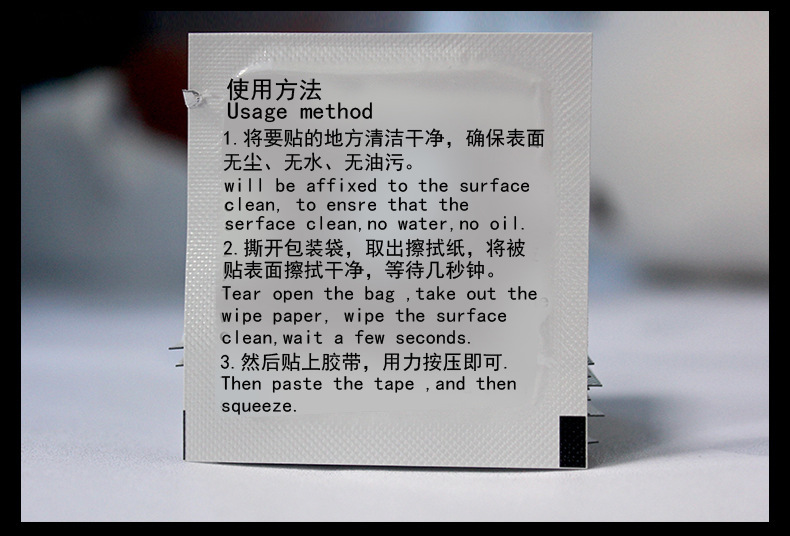 使用方法
Usage method
1.将要贴的地方清洁干净，确保表面
无尘、无水、无油污。
will be affixed to the surface
clean, to ensre that the
serface clean,no water,no oil.
2.撕开包装袋，取出擦拭纸，将被
贴表面擦拭干净，等待几秒钟。
Tear open the bag ,take out the
wipe paper, wipe the surface
clean,wait a few seconds.
3.然后贴上胶带，用力按压即可.
Then paste the tape ,and then
squeeze.